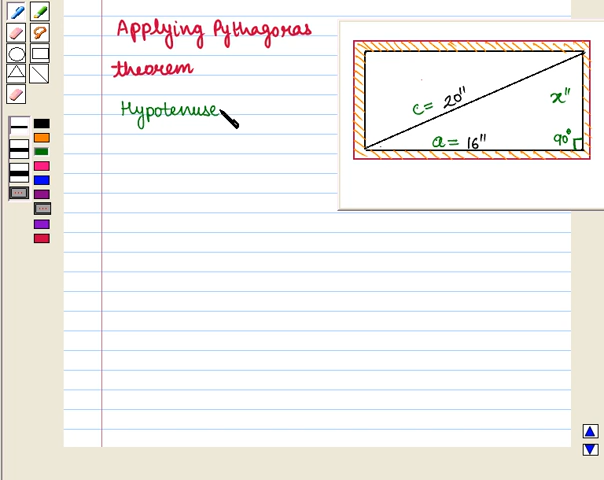 Applying Pythagoras
theorem
Hypotenuse
c = 20"
x"
a = 16"
90°